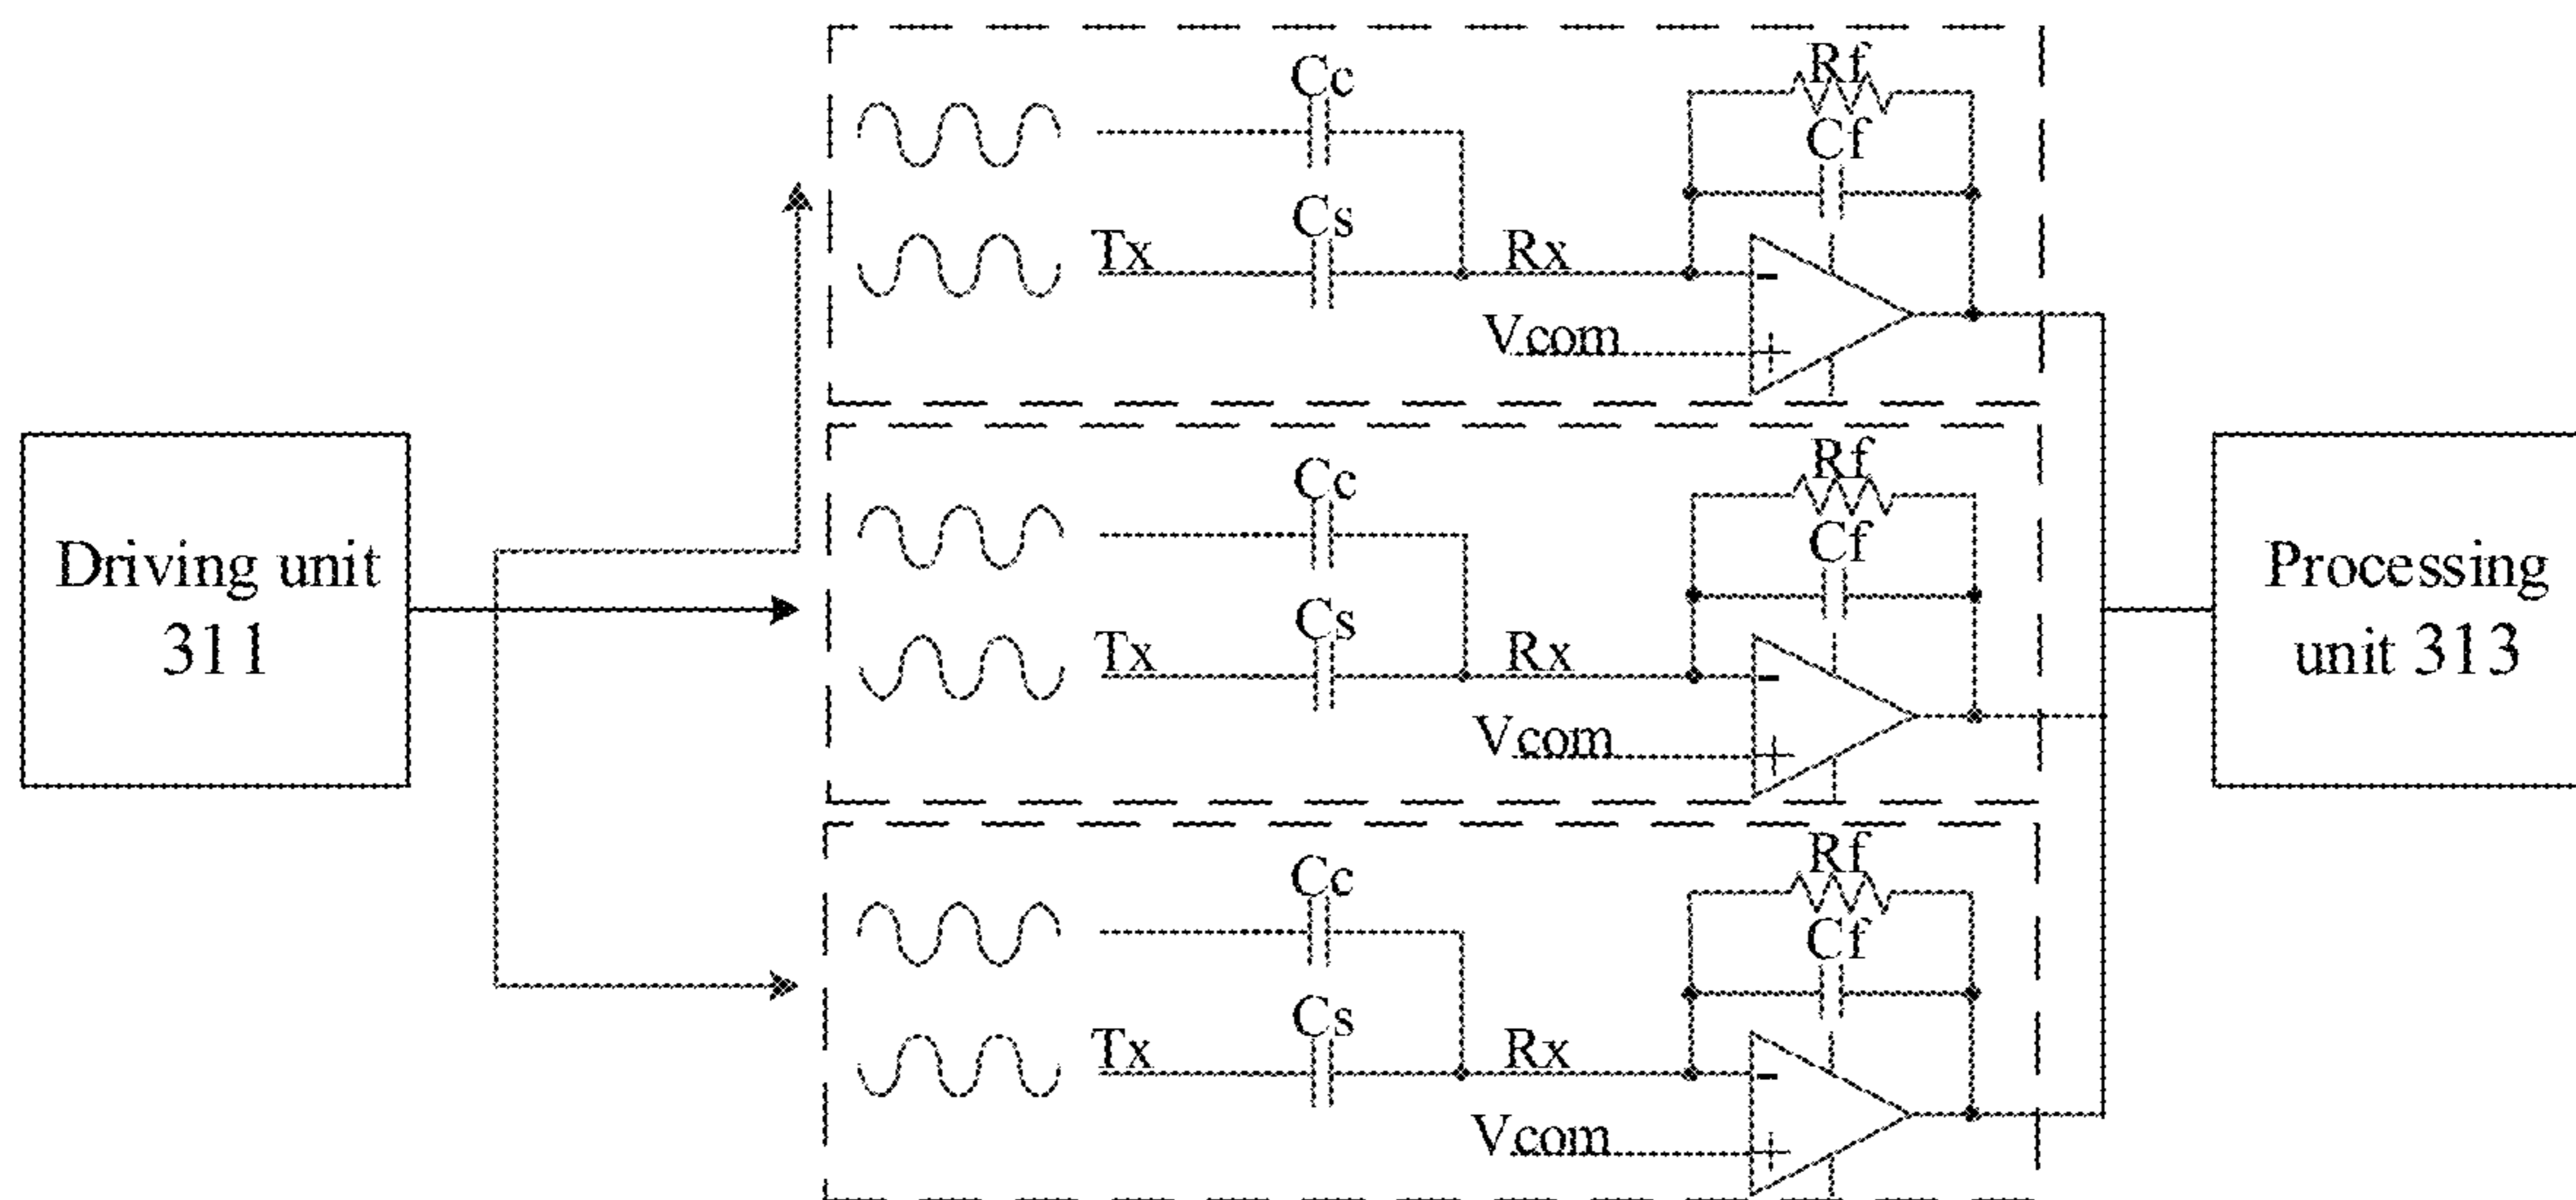 Driving unit
311
Cc
Cs
Tx
Rx
Rf
Cf
-
Vcom
+
Cc
Cs
Tx
Rx
Rf
Cf
-
Vcom
+
Cc
Cs
Tx
Rx
Rf
Cf
-
Vcom
+
Processing
unit 313